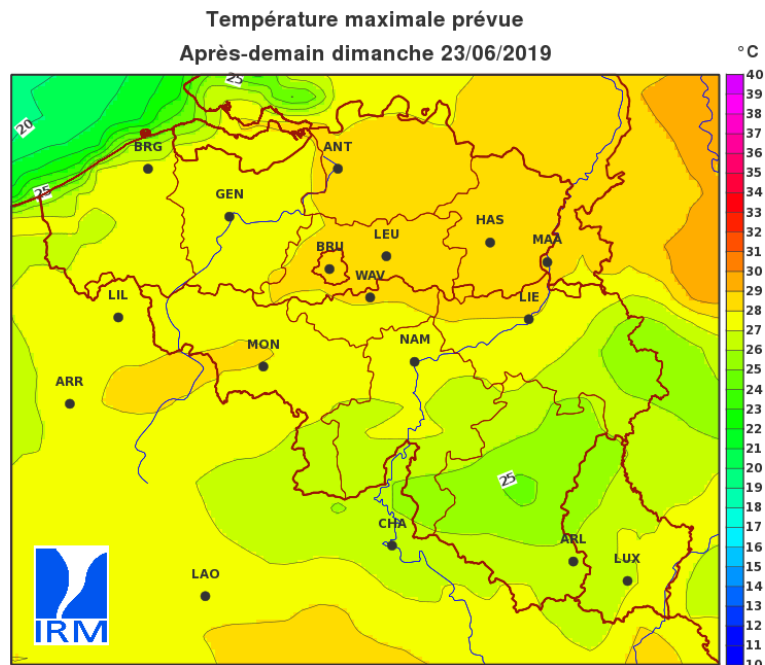 Température maximale prévue
Après-demain dimanche 23/06/2019
°C
40
39
38
37
36
35
34
33
32
31
30
29
28
27
26
25
24
23
22
21
20
19
18
17
16
15
14
13
12
11
10
25
20
BRG
ANT
25
GEN
HAS
LEU
BRU
MAA
WAV
LIL
LIE
MON
NAM
ARR
25
CHA
ARL
LUX
LAO
IRM